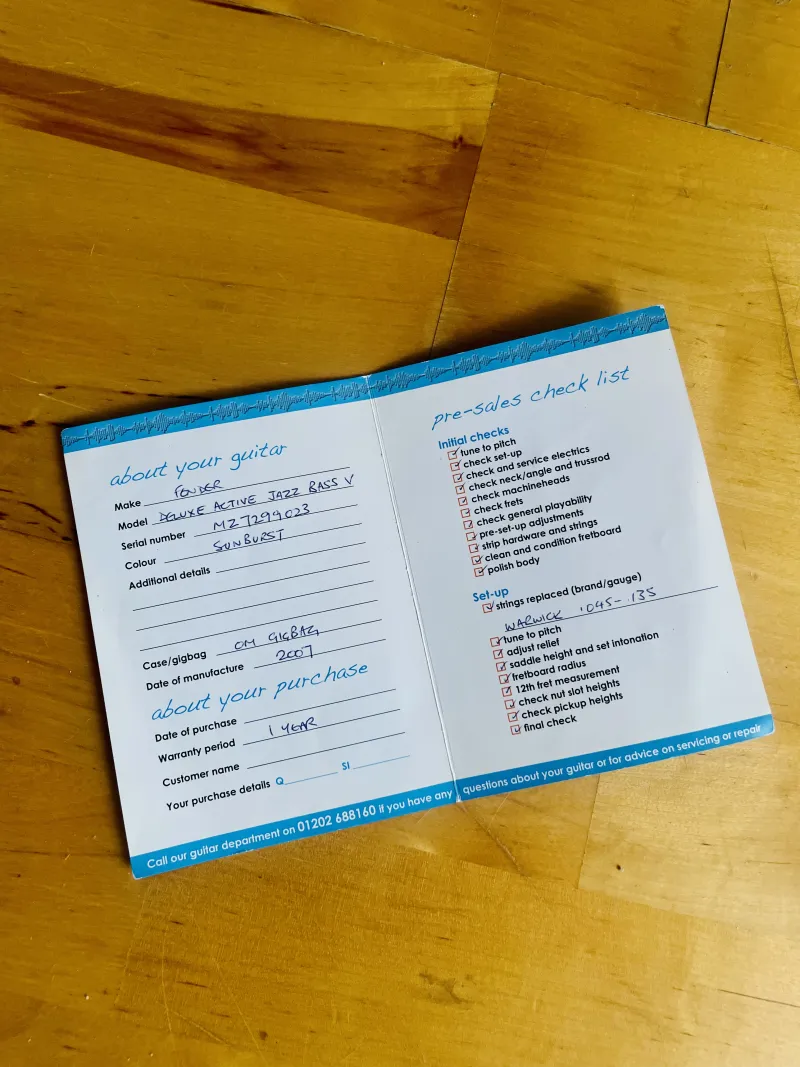 about your guitar
Make FENDER
Model DELUXE ACTIVE JAZZ BASS V
Serial number MZ7299023
Colour SUNBURST
Additional details
Case/gigbag OM GIGBAG
Date of manufacture 2007
about your purchase
Date of purchase
Warranty period 1 YEAR
Customer name
Your purchase details Q SI
Call our guitar department on 01202 688160 if you have any questions about your guitar or for advice on servicing or repair
pre-sales check list
Initial checks
tune to pitch
check set-up
check and service electrics
check neck/angle and trussrod
check machineheads
check frets
check general playability
pre-set-up adjustments
strip hardware and strings
clean and condition fretboard
polish body
Set-up
strings replaced (brand/gauge)
WARWICK .045-.135
tune to pitch
adjust relief
saddle height and set intonation
fretboard radius
12th fret measurement
check nut slot heights
check pickup heights
final check